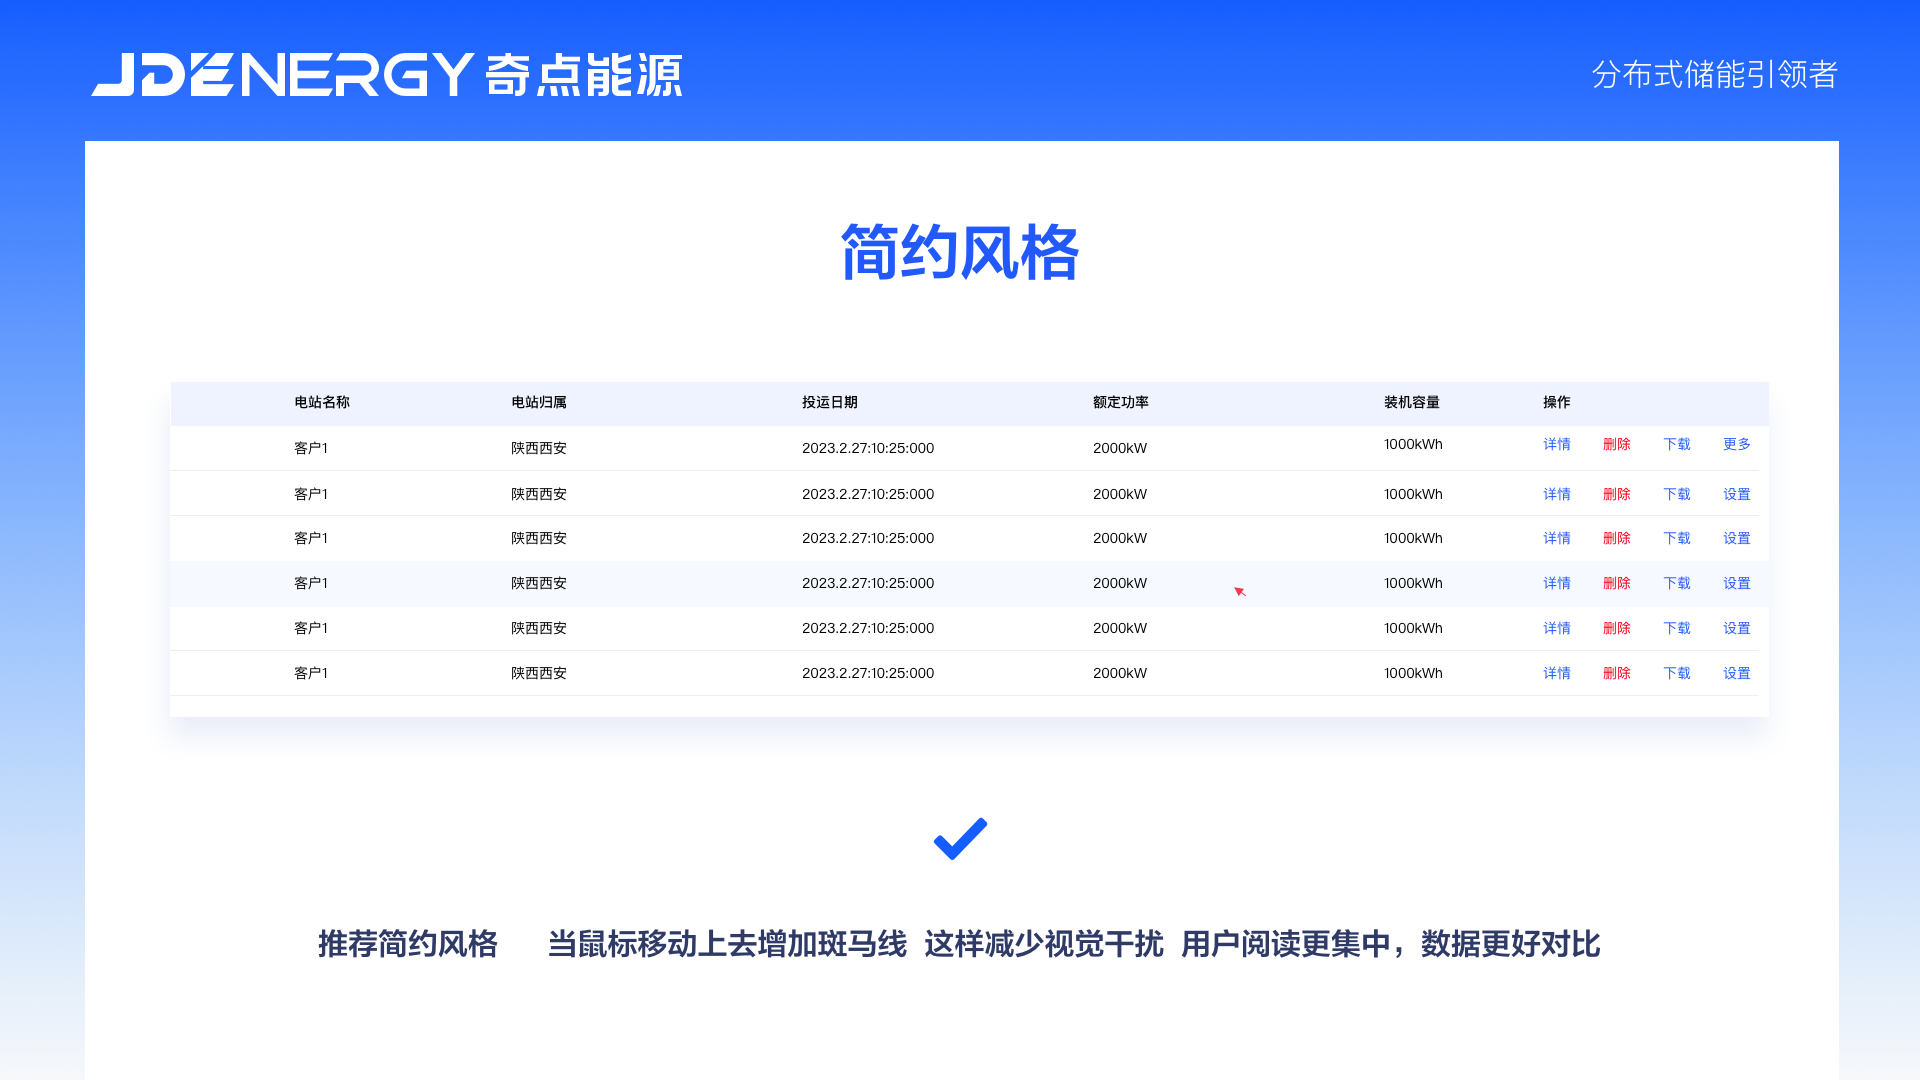 JDENERGY 奇点能源
分布式储能引领者
简约风格
电站名称 电站归属 投运日期 额定功率 装机容量 操作
客户1 陕西西安 2023.2.27:10:25:000 2000kW 1000kWh 详情 删除 下载 更多
客户1 陕西西安 2023.2.27:10:25:000 2000kW 1000kWh 详情 删除 下载 设置
客户1 陕西西安 2023.2.27:10:25:000 2000kW 1000kWh 详情 删除 下载 设置
客户1 陕西西安 2023.2.27:10:25:000 2000kW 1000kWh 详情 删除 下载 设置
客户1 陕西西安 2023.2.27:10:25:000 2000kW 1000kWh 详情 删除 下载 设置
客户1 陕西西安 2023.2.27:10:25:000 2000kW 1000kWh 详情 删除 下载 设置
推荐简约风格 当鼠标移动上去增加斑马线 这样减少视觉干扰 用户阅读更集中，数据更好对比